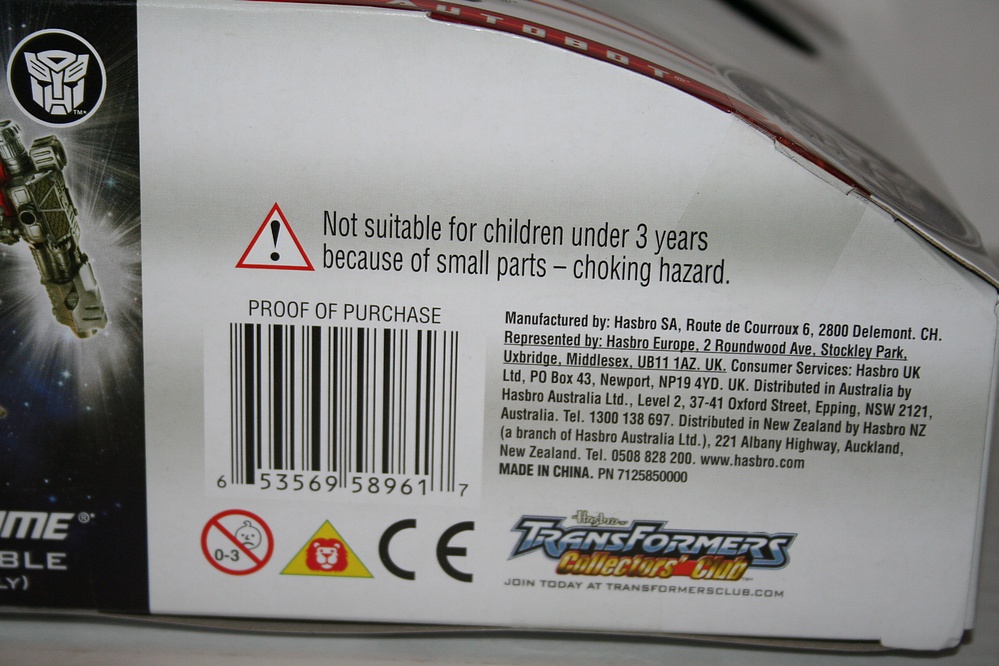 AUTOBOT
TM*
Not suitable for children under 3 years
because of small parts – choking hazard.
PROOF OF PURCHASE
6 53569 58961 7
Manufactured by: Hasbro SA, Route de Courroux 6, 2800 Delemont. CH.
Represented by: Hasbro Europe, 2 Roundwood Ave, Stockley Park,
Uxbridge, Middlesex, UB11 1AZ. UK. Consumer Services: Hasbro UK
Ltd, PO Box 43, Newport, NP19 4YD. UK. Distributed in Australia by
Hasbro Australia Ltd., Level 2, 37-41 Oxford Street, Epping, NSW 2121,
Australia. Tel. 1300 138 697. Distributed in New Zealand by Hasbro NZ
(a branch of Hasbro Australia Ltd.), 221 Albany Highway, Auckland,
New Zealand. Tel. 0508 828 200. www.hasbro.com
MADE IN CHINA. PN 7125850000
IME®*
BLE
LY)
0-3
CE
Hasbro
TRANSFORMERS
Collectors' Club™
JOIN TODAY AT TRANSFORMERSCLUB.COM